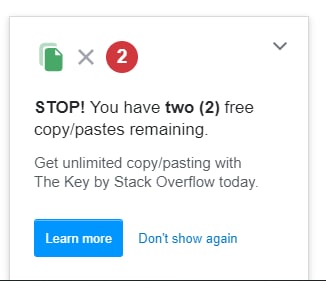 2
STOP! You have two (2) free
copy/pastes remaining.
Get unlimited copy/pasting with
The Key by Stack Overflow today.
Learn more
Don't show again